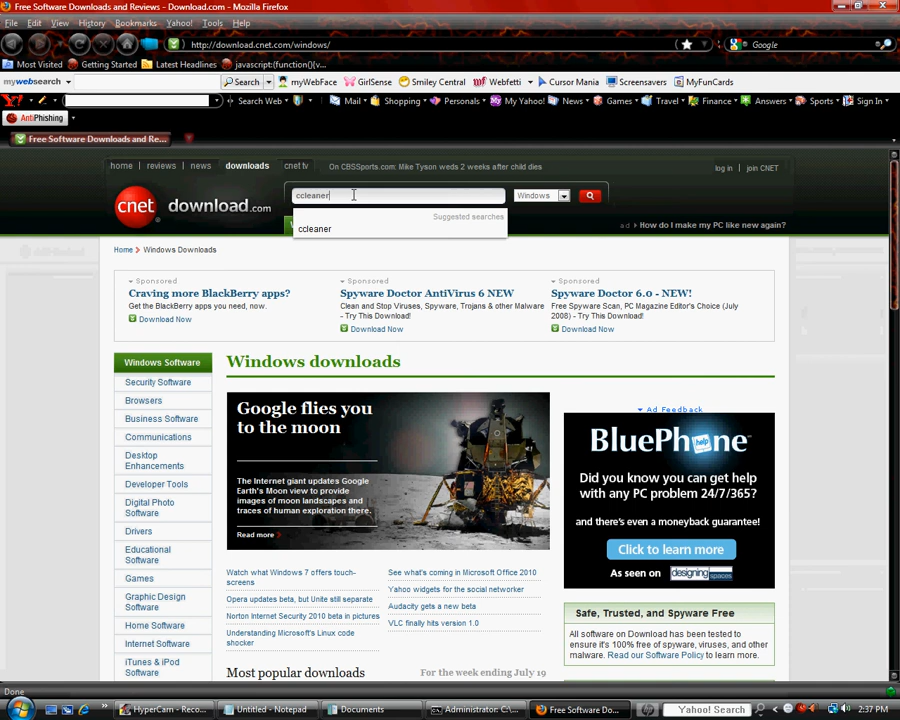 Free Software Downloads and Reviews - Download.com - Mozilla Firefox
File Edit View History Bookmarks Yahoo! Tools Help
http://download.cnet.com/windows/ Google
Most Visited Getting Started Latest Headlines javascript:(function(){v...
mywebsearch Search myWebFace GirlSense Smiley Central Webfetti Cursor Mania Screensavers MyFunCards
Y! Search Web Mail Shopping Personals My Yahoo! News Games Travel Finance Answers Sports Sign In
AntiPhishing
Free Software Downloads and Re...
home reviews news downloads cnet tv On CBSSports.com: Mike Tyson weds 2 weeks after child dies log in | join CNET
cnet download.com ccleaner Windows
Suggested searches
ccleaner
ad How do I make my PC like new again?
Home > Windows Downloads
Sponsored Sponsored Sponsored
Craving more BlackBerry apps? Spyware Doctor AntiVirus 6 NEW Spyware Doctor 6.0 - NEW!
Get the BlackBerry apps you need, now. Clean and Stop Viruses, Spyware, Trojans & other Malware - Try This Download! Free Spyware Scan, PC Magazine Editor's Choice (July 2008) - Try This Download!
Download Now Download Now Download Now
Windows Software
Security Software
Browsers
Business Software
Communications
Desktop
Enhancements
Developer Tools
Digital Photo
Software
Drivers
Educational
Software
Games
Graphic Design
Software
Home Software
Internet Software
iTunes & iPod
Software
Windows downloads
Google flies you
to the moon
The Internet giant updates Google
Earth's Moon view to provide
images of moon landscapes and
traces of human exploration there.
Read more
Watch what Windows 7 offers touch-
screens
Opera updates beta, but Unite still separate
Norton Internet Security 2010 beta in pictures
Understanding Microsoft's Linux code
shocker
See what's coming in Microsoft Office 2010
Yahoo widgets for the social networker
Audacity gets a new beta
VLC finally hits version 1.0
Most popular downloads For the week ending July 19
Ad Feedback
BluePhone
help
Did you know you can get help
with any PC problem 24/7/365?
and there's even a moneyback guarantee!
Click to learn more
As seen on designing spaces
Safe, Trusted, and Spyware Free
All software on Download has been tested to
ensure it's 100% free of spyware, viruses, and other
malware. Read our Software Policy to learn more.
Done
HyperCam - Reco... Untitled - Notepad Documents Administrator: C:\... Free Software Do... Yahoo! Search 2:37 PM